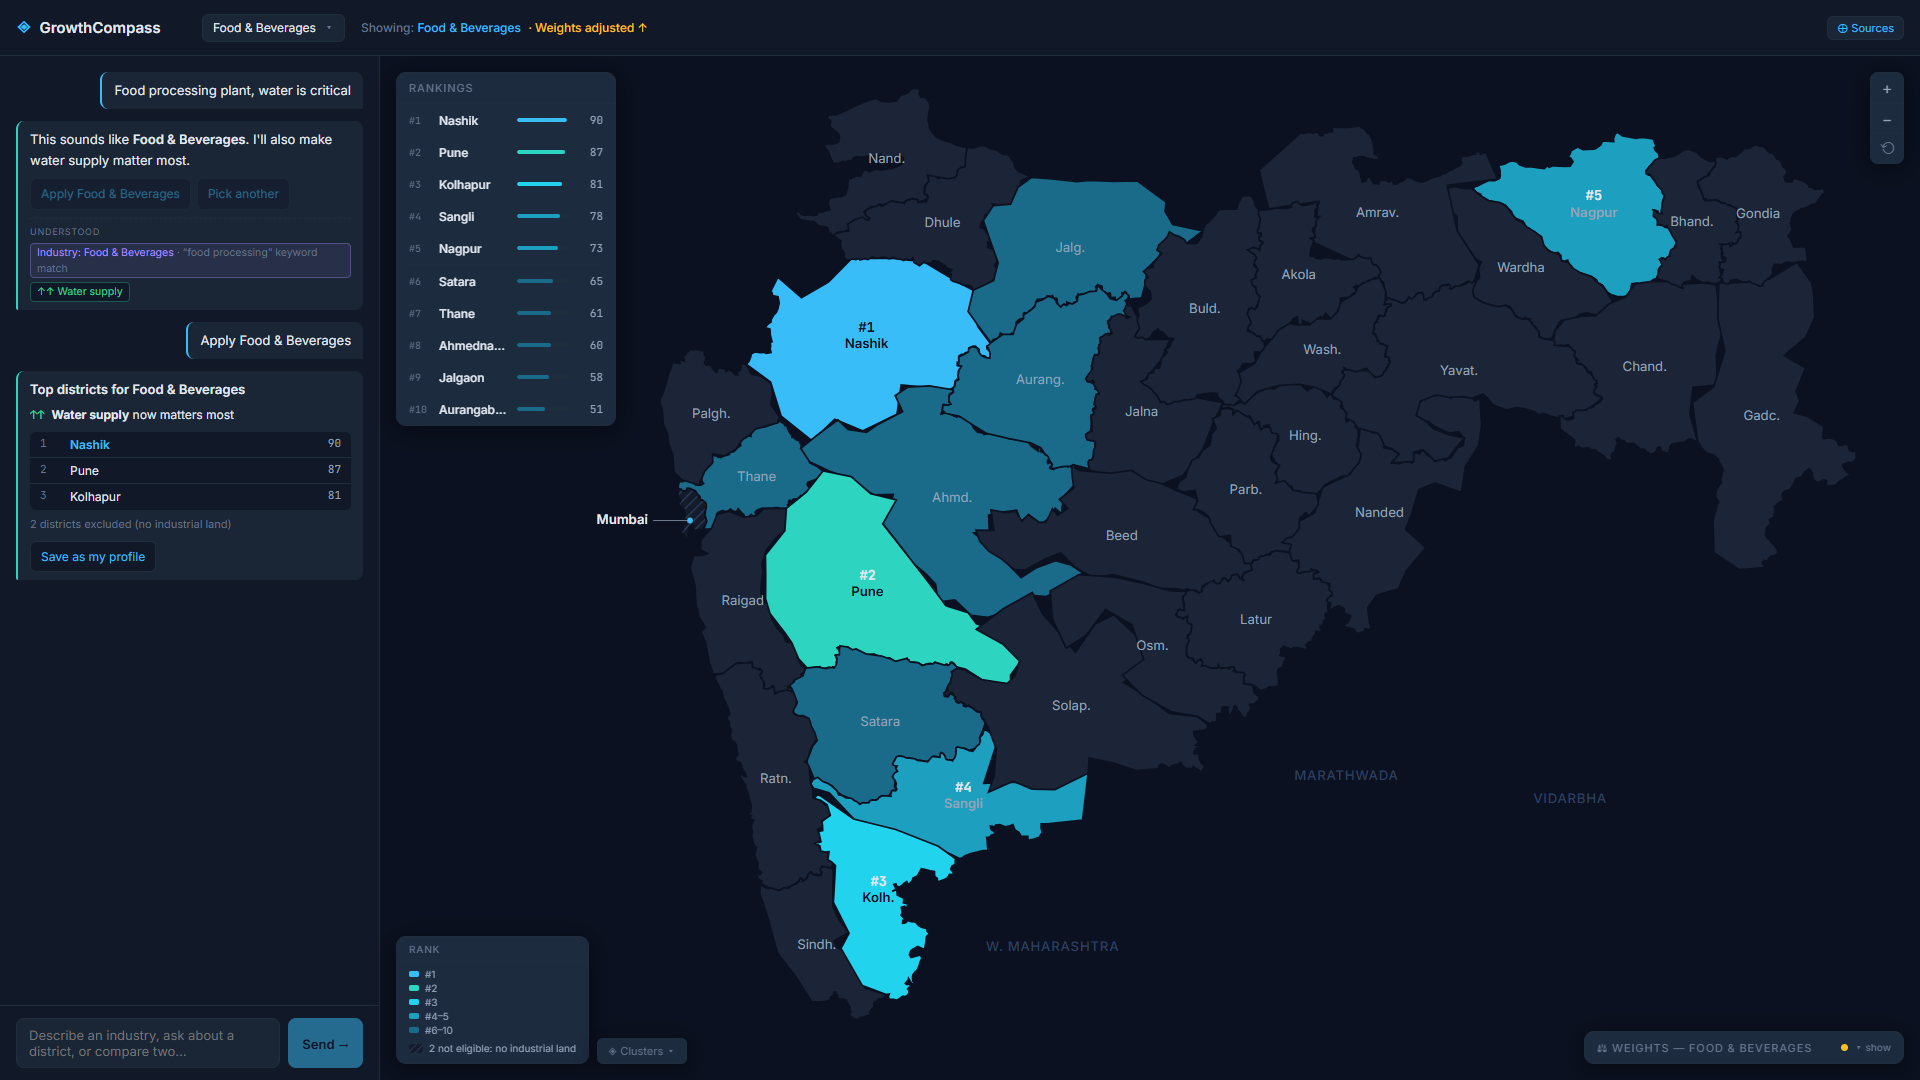 GrowthCompass
Food & Beverages
Showing: Food & Beverages · Weights adjusted ↑
Sources
Food processing plant, water is critical
This sounds like Food & Beverages. I'll also make
water supply matter most.
Apply Food & Beverages
Pick another
UNDERSTOOD
Industry: Food & Beverages · “food processing” keyword
match
↑↑ Water supply
Apply Food & Beverages
Top districts for Food & Beverages
↑↑ Water supply now matters most
1 Nashik 90
2 Pune 87
3 Kolhapur 81
2 districts excluded (no industrial land)
Save as my profile
Describe an industry, ask about a
district, or compare two...
Send →
RANKINGS
#1 Nashik 90
#2 Pune 87
#3 Kolhapur 81
#4 Sangli 78
#5 Nagpur 73
#6 Satara 65
#7 Thane 61
#8 Ahmedna... 60
#9 Jalgaon 58
#10 Aurangab... 51
+
−
Nand.
Dhule
Jalg.
Buld.
Akola
Amrav.
Wardha
#5
Nagpur
Bhand.
Gondia
#1
Nashik
Aurang.
Jalna
Wash.
Yavat.
Chand.
Gadc.
Palgh.
Thane
Ahmd.
Hing.
Parb.
Nanded
Mumbai
Beed
#2
Pune
Raigad
Latur
Osm.
Solap.
Satara
Ratn.
#4
Sangli
#3
Kolh.
Sindh.
MARATHWADA
VIDARBHA
W. MAHARASHTRA
RANK
#1
#2
#3
#4–5
#6–10
2 not eligible: no industrial land
Clusters
WEIGHTS — FOOD & BEVERAGES
show